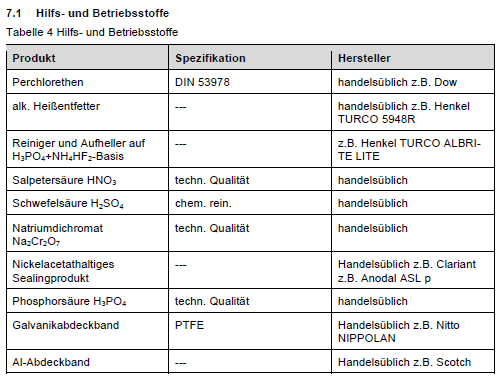 7.1 Hilfs- und Betriebsstoffe
Tabelle 4 Hilfs- und Betriebsstoffe
Produkt Spezifikation Hersteller
Perchlorethen DIN 53978 handelsüblich z.B. Dow
alk. Heißentfetter --- handelsüblich z.B. Henkel
TURCO 5948R
Reiniger und Aufheller auf --- z.B. Henkel TURCO ALBRI-
H₃PO₄+NH₄HF₂-Basis TE LITE
Salpetersäure HNO₃ techn. Qualität handelsüblich
Schwefelsäure H₂SO₄ chem. rein. handelsüblich
Natriumdichromat techn. Qualität handelsüblich
Na₂Cr₂O₇
Nickelacetathaltiges --- Handelsüblich z.B. Clariant
Sealingprodukt z.B. Anodal ASL p
Phosphorsäure H₃PO₄ techn. Qualität handelsüblich
Galvanikabdeckband PTFE Handelsüblich z.B. Nitto
NIPPOLAN
Al-Abdeckband --- Handelsüblich z.B. Scotch